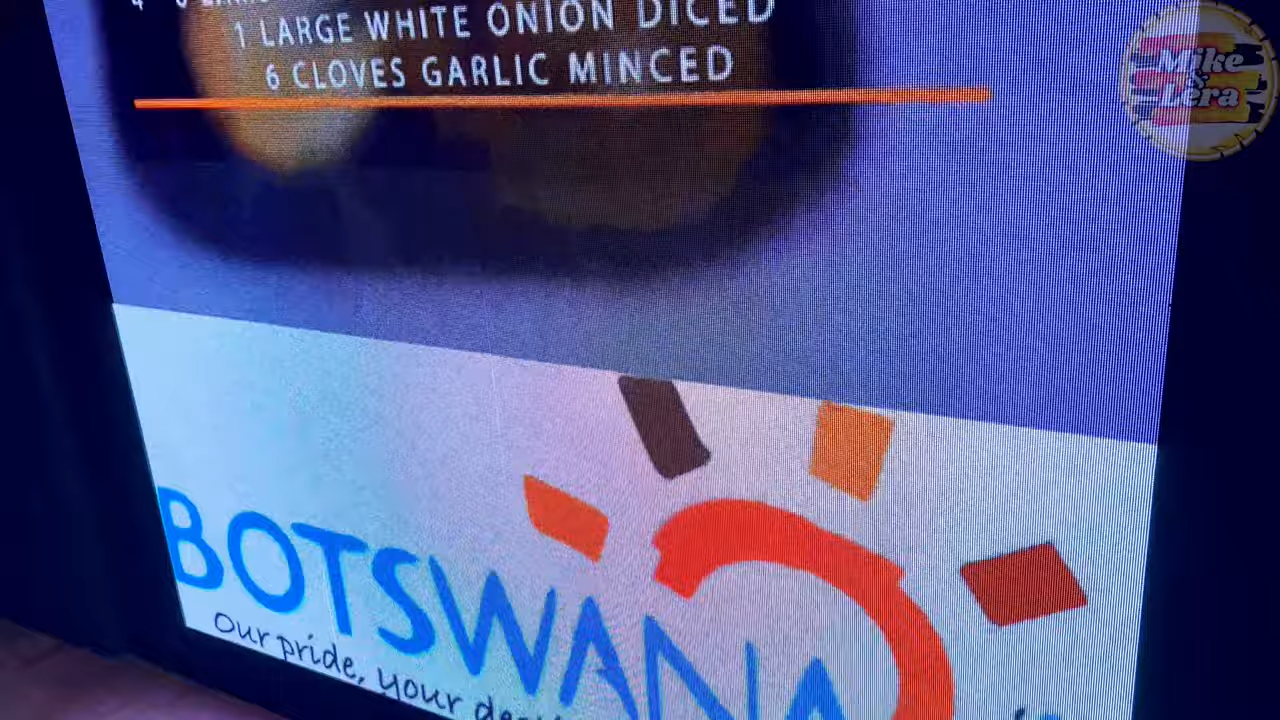 1 LARGE WHITE ONION DICED
6 CLOVES GARLIC MINCED
Mike
&
Lera
BOTSWANA
Our pride, your